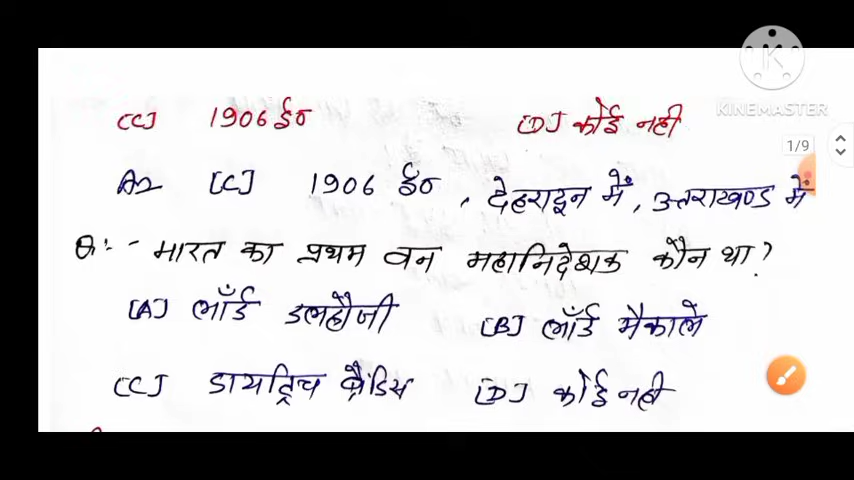 [C] 1906 ई०
[D] कोई नही
KINEMASTER
1/9
Ans [C] 1906 ई०, देहरादून में, उत्तराखण्ड में
Q:- भारत का प्रथम वन महानिदेशक कौन था?
[A] लॉर्ड डलहौजी
[B] लॉर्ड मैकाले
[C] डायट्रिच ब्रैंडिस
[D] कोई नही